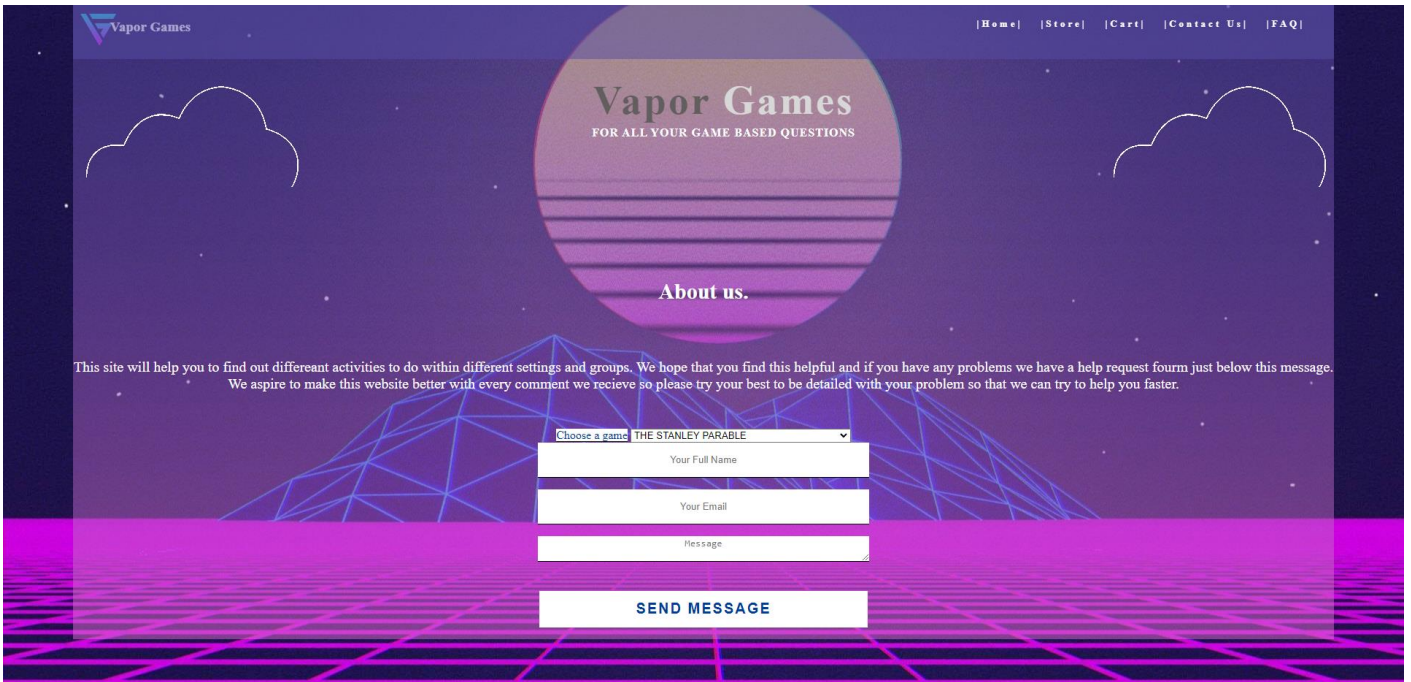 Vapor Games
|Home| |Store| |Cart| |Contact Us| |FAQ|
Vapor Games
FOR ALL YOUR GAME BASED QUESTIONS
About us.
This site will help you to find out differeant activities to do within different settings and groups. We hope that you find this helpful and if you have any problems we have a help request fourm just below this message.
We aspire to make this website better with every comment we recieve so please try your best to be detailed with your problem so that we can try to help you faster.
Choose a game THE STANLEY PARABLE
Your Full Name
Your Email
Message
SEND MESSAGE